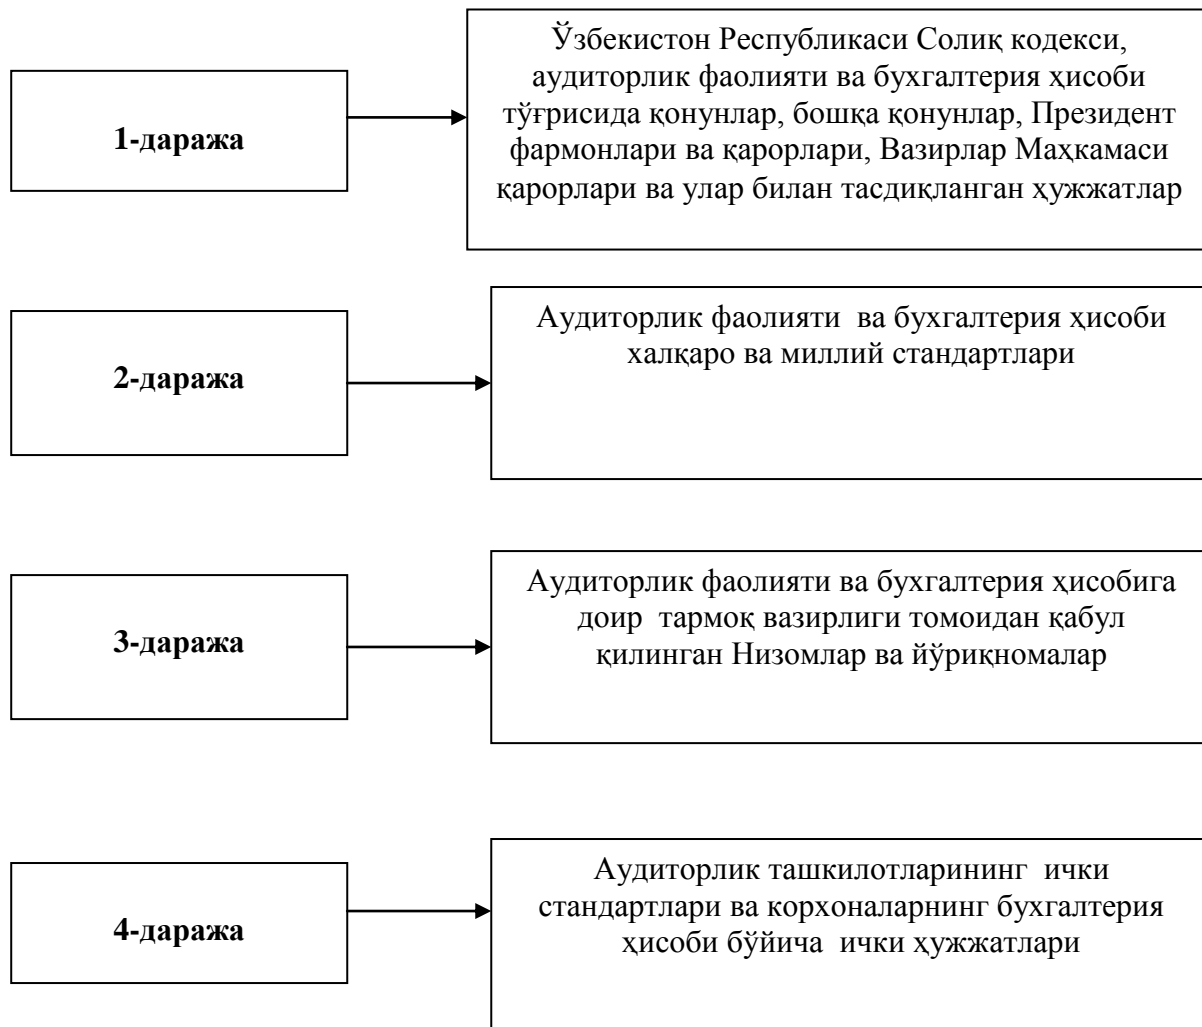 Ўзбекистон Республикаси Солиқ кодекси,
аудиторлик фаолияти ва бухгалтерия ҳисоби
тўғрисида қонунлар, бошқа қонунлар, Президент
фармонлари ва қарорлари, Вазирлар Маҳкамаси
қарорлари ва улар билан тасдиқланган ҳужжатлар
1-даража
Аудиторлик фаолияти ва бухгалтерия ҳисоби
халқаро ва миллий стандартлари
2-даража
Аудиторлик фаолияти ва бухгалтерия ҳисобига
доир тармоқ вазирлиги томоидан қабул
қилинган Низомлар ва йўриқномалар
3-даража
Аудиторлик ташкилотларининг ички
стандартлари ва корхоналарнинг бухгалтерия
ҳисоби бўйича ички ҳужжатлари
4-даража